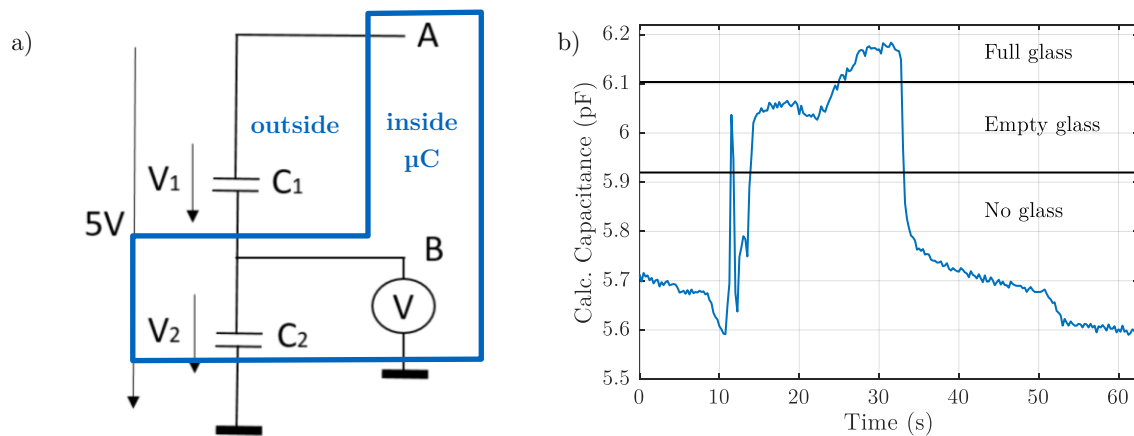 a)
A
outside
inside
µC
V1
C1
5V
B
V
V2
C2
b)
Calc. Capacitance (pF)
6.2
6.1
6
5.9
5.8
5.7
5.6
5.5
Full glass
Empty glass
No glass
0 10 20 30 40 50 60
Time (s)